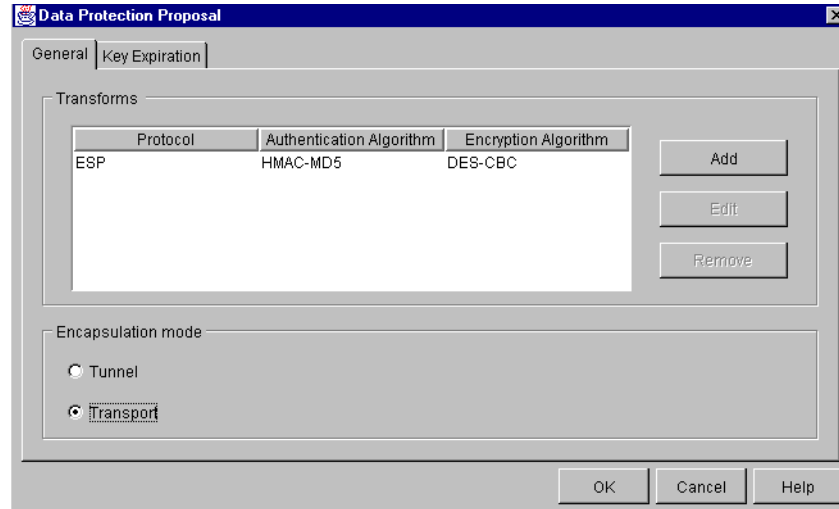 Data Protection Proposal
General Key Expiration
Transforms
Protocol Authentication Algorithm Encryption Algorithm
ESP HMAC-MD5 DES-CBC
Add
Edit
Remove
Encapsulation mode
Tunnel
Transport
OK Cancel Help